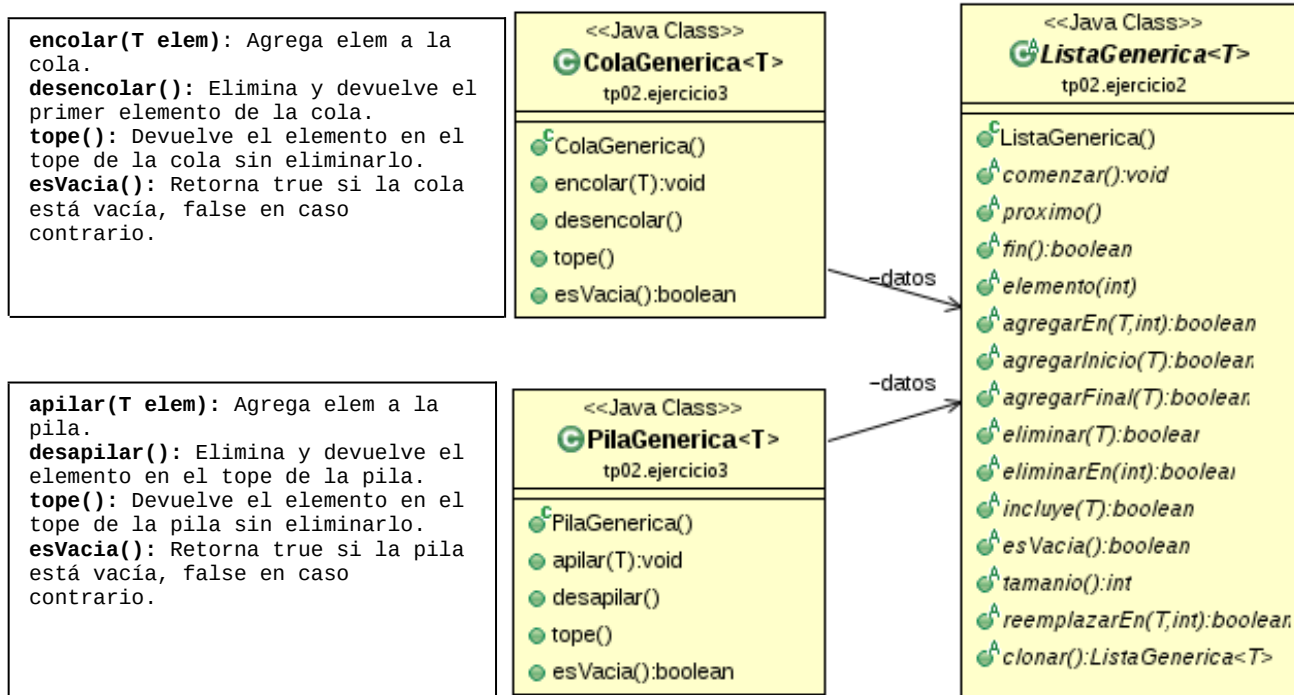 encolar(T elem): Agrega elem a la
cola.
desencolar(): Elimina y devuelve el
primer elemento de la cola.
tope(): Devuelve el elemento en el
tope de la cola sin eliminarlo.
esVacia(): Retorna true si la cola
está vacía, false en caso
contrario.
<<Java Class>>
C ColaGenerica<T>
tp02.ejercicio3
C ColaGenerica()
encolar(T):void
desencolar()
tope()
esVacia():boolean
-datos
apilar(T elem): Agrega elem a la
pila.
desapilar(): Elimina y devuelve el
elemento en el tope de la pila.
tope(): Devuelve el elemento en el
tope de la pila sin eliminarlo.
esVacia(): Retorna true si la pila
está vacía, false en caso
contrario.
<<Java Class>>
C PilaGenerica<T>
tp02.ejercicio3
C PilaGenerica()
apilar(T):void
desapilar()
tope()
esVacia():boolean
-datos
<<Java Class>>
C A ListaGenerica<T>
tp02.ejercicio2
C ListaGenerica()
A comenzar():void
A proximo()
A fin():boolean
A elemento(int)
A agregarEn(T,int):boolean
A agregarInicio(T):boolean
A agregarFinal(T):boolean
A eliminar(T):boolean
A eliminarEn(int):boolean
A incluye(T):boolean
A esVacia():boolean
A tamanio():int
A reemplazarEn(T,int):boolean
A clonar():ListaGenerica<T>